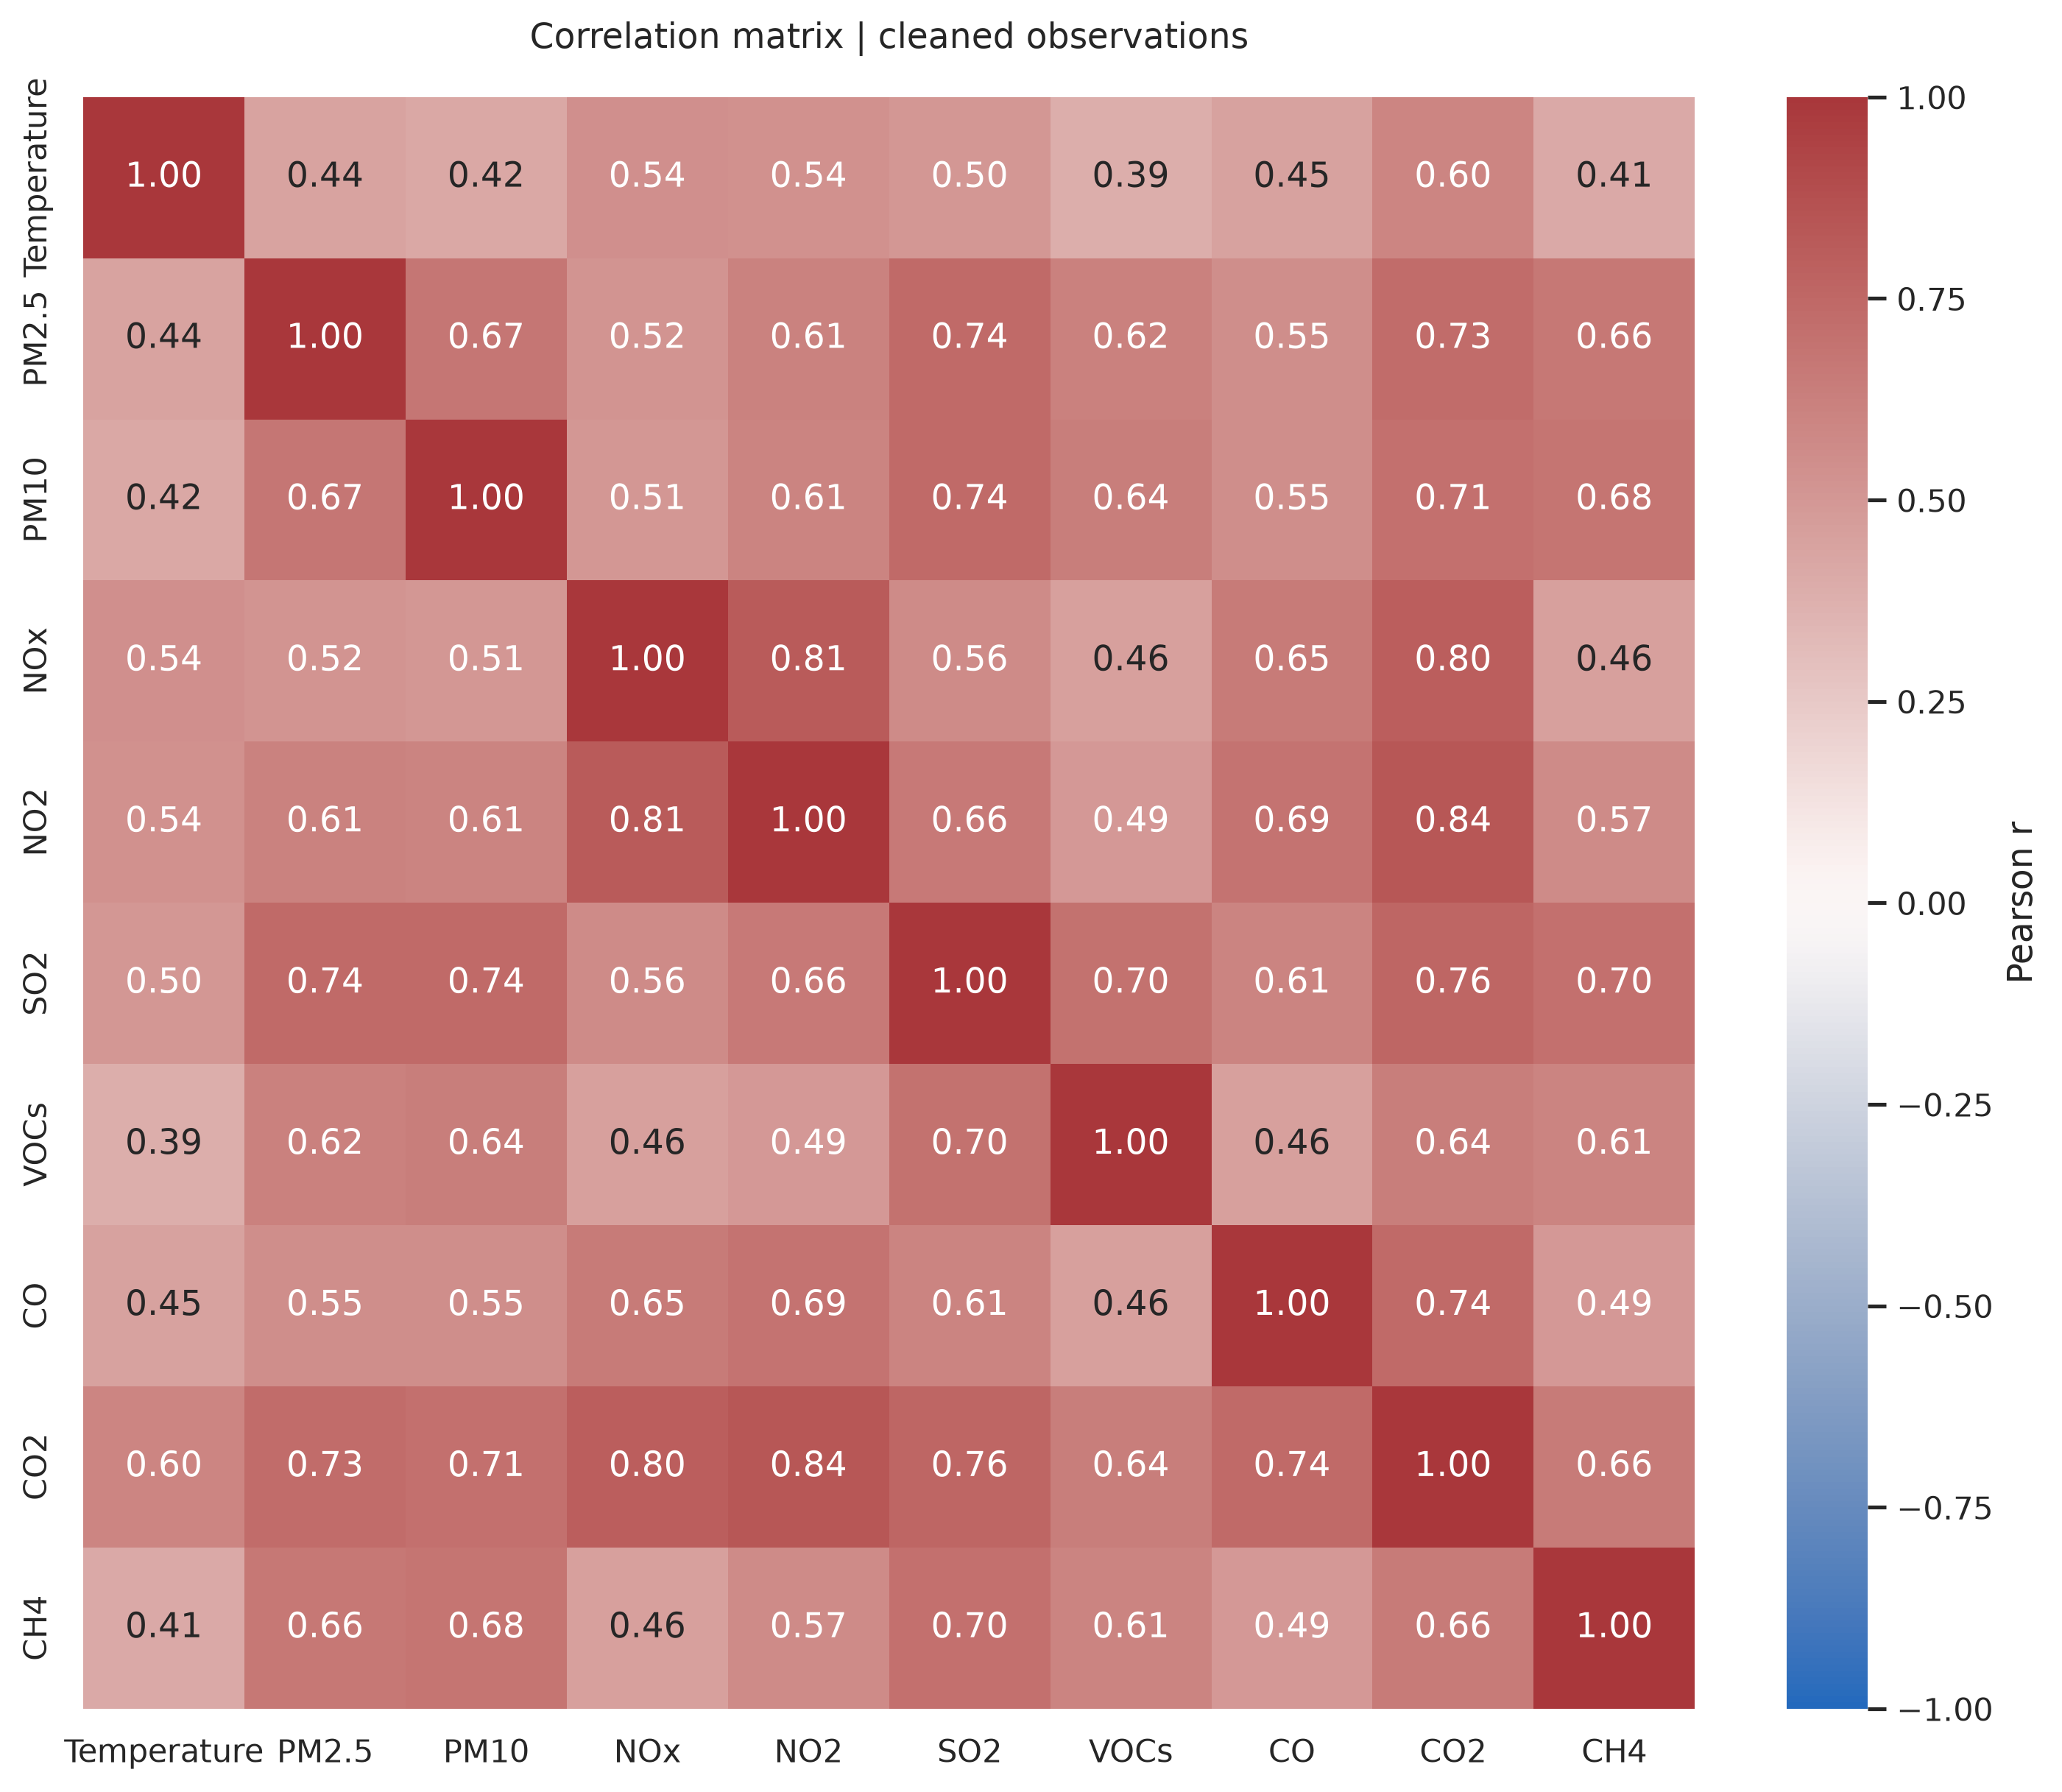 Correlation matrix | cleaned observations
Temperature 1.00 0.44 0.42 0.54 0.54 0.50 0.39 0.45 0.60 0.41
PM2.5 0.44 1.00 0.67 0.52 0.61 0.74 0.62 0.55 0.73 0.66
PM10 0.42 0.67 1.00 0.51 0.61 0.74 0.64 0.55 0.71 0.68
NOx 0.54 0.52 0.51 1.00 0.81 0.56 0.46 0.65 0.80 0.46
NO2 0.54 0.61 0.61 0.81 1.00 0.66 0.49 0.69 0.84 0.57
SO2 0.50 0.74 0.74 0.56 0.66 1.00 0.70 0.61 0.76 0.70
VOCs 0.39 0.62 0.64 0.46 0.49 0.70 1.00 0.46 0.64 0.61
CO 0.45 0.55 0.55 0.65 0.69 0.61 0.46 1.00 0.74 0.49
CO2 0.60 0.73 0.71 0.80 0.84 0.76 0.64 0.74 1.00 0.66
CH4 0.41 0.66 0.68 0.46 0.57 0.70 0.61 0.49 0.66 1.00
Temperature PM2.5 PM10 NOx NO2 SO2 VOCs CO CO2 CH4
1.00
0.75
0.50
0.25
0.00
−0.25
−0.50
−0.75
−1.00
Pearson r